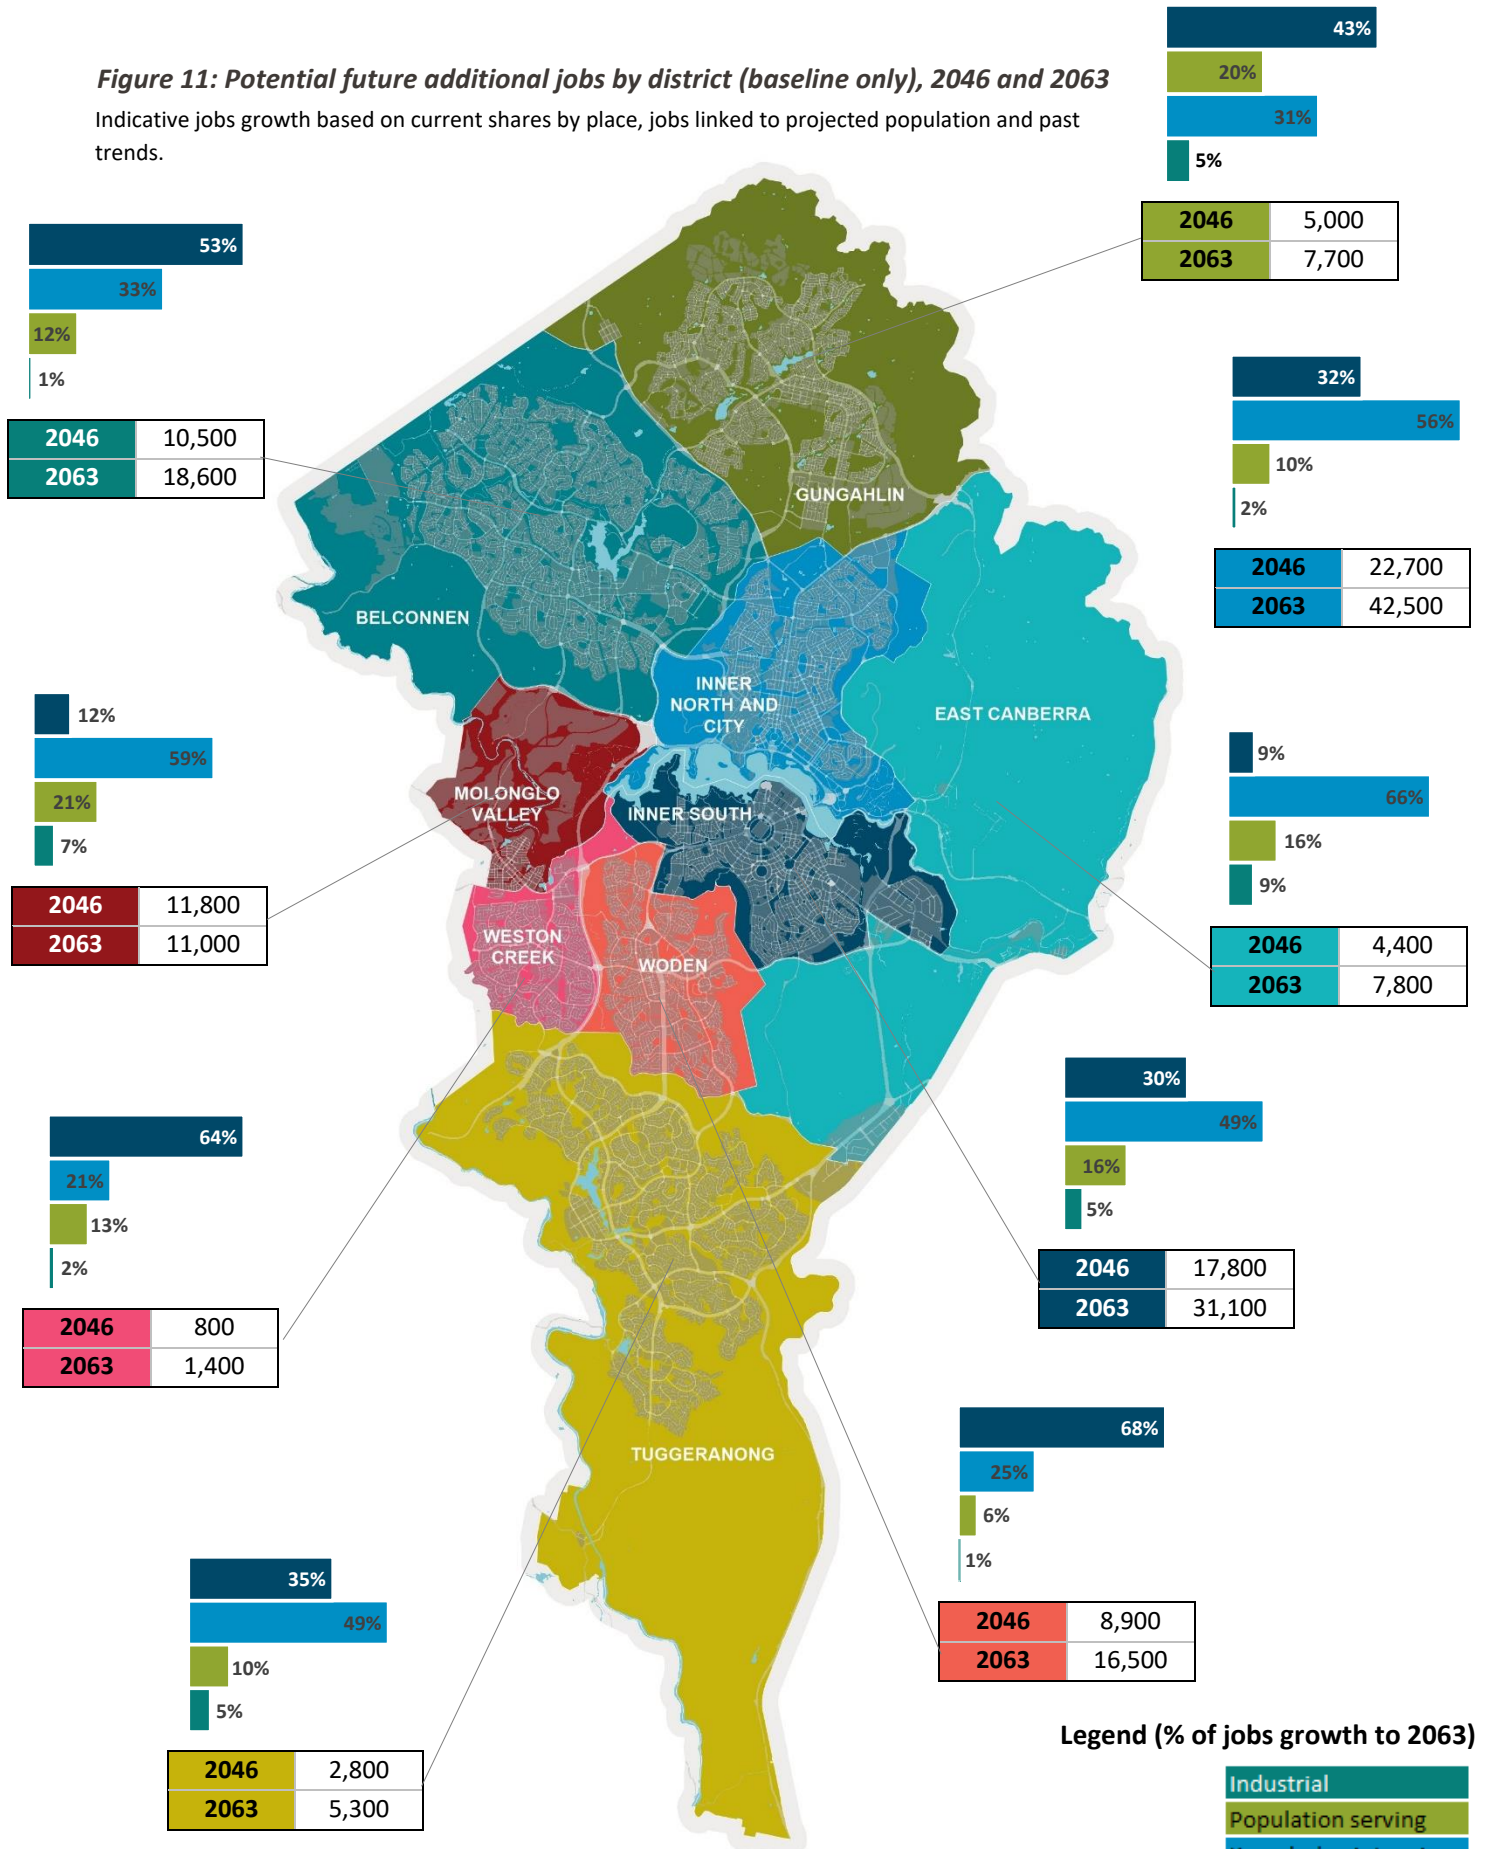 Figure 11: Potential future additional jobs by district (baseline only), 2046 and 2063
Indicative jobs growth based on current shares by place, jobs linked to projected population and past
trends.
43%
20%
31%
5%
2046 5,000
2063 7,700
53%
33%
12%
1%
2046 10,500
2063 18,600
32%
56%
10%
2%
2046 22,700
2063 42,500
GUNGAHLIN
BELCONNEN
INNER
NORTH AND
CITY
EAST CANBERRA
12%
59%
21%
7%
2046 11,800
2063 11,000
MOLONGLO
VALLEY
INNER SOUTH
9%
66%
16%
9%
2046 4,400
2063 7,800
WESTON
CREEK
WODEN
30%
49%
16%
5%
2046 17,800
2063 31,100
64%
21%
13%
2%
2046 800
2063 1,400
TUGGERANONG
68%
25%
6%
1%
2046 8,900
2063 16,500
35%
49%
10%
5%
2046 2,800
2063 5,300
Legend (% of jobs growth to 2063)
Industrial
Population serving